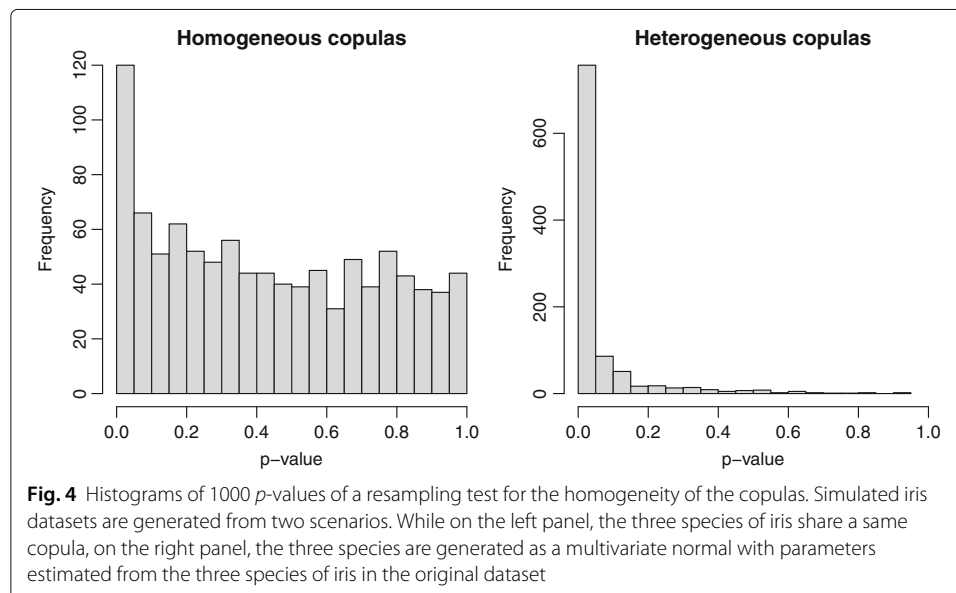 Homogeneous copulas
Frequency
120
100
80
60
40
20
0
0.0 0.2 0.4 0.6 0.8 1.0
p−value
Heterogeneous copulas
Frequency
600
400
200
0
0.0 0.2 0.4 0.6 0.8 1.0
p−value
Fig. 4 Histograms of 1000 p-values of a resampling test for the homogeneity of the copulas. Simulated iris
datasets are generated from two scenarios. While on the left panel, the three species of iris share a same
copula, on the right panel, the three species are generated as a multivariate normal with parameters
estimated from the three species of iris in the original dataset